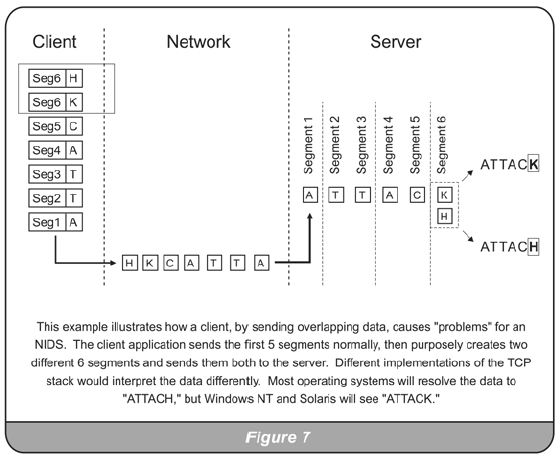 Client Network Server
Seg6 H
Seg6 K
Seg5 C
Seg4 A
Seg3 T
Seg2 T
Seg1 A
H K C A T T A
Segment 1
Segment 2
Segment 3
Segment 4
Segment 5
Segment 6
A T T A C K
H
ATTACK
ATTACH
This example illustrates how a client, by sending overlapping data, causes "problems" for an
NIDS. The client application sends the first 5 segments normally, then purposely creates two
different 6 segments and sends them both to the server. Different implementations of the TCP
stack would interpret the data differently. Most operating systems will resolve the data to
"ATTACH," but Windows NT and Solaris will see "ATTACK."
Figure 7